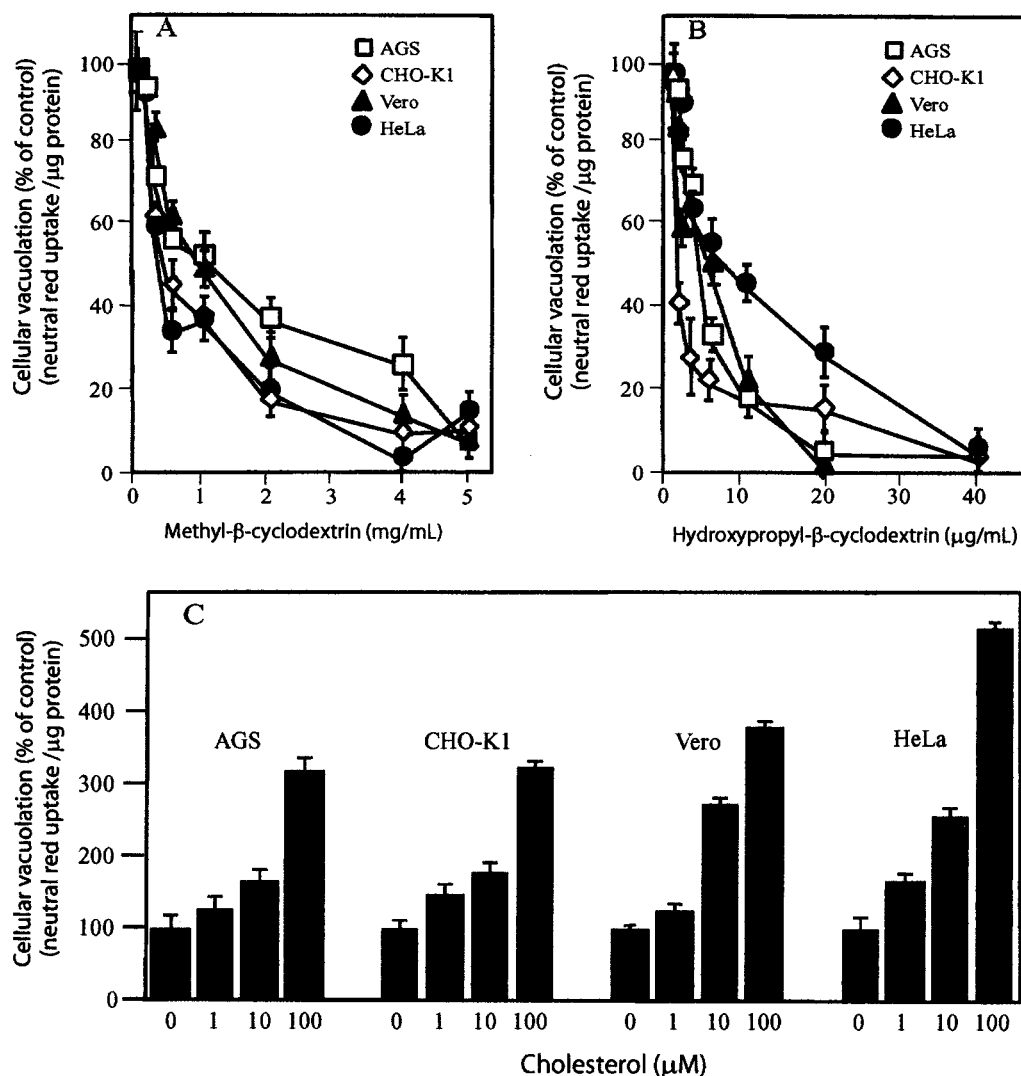 A
AGS
CHO-K1
Vero
HeLa
Cellular vacuolation (% of control)
(neutral red uptake /μg protein)
100
80
60
40
20
0
0 1 2 3 4 5
Methyl-β-cyclodextrin (mg/mL)
B
AGS
CHO-K1
Vero
HeLa
Cellular vacuolation (% of control)
(neutral red uptake /μg protein)
100
80
60
40
20
0
0 10 20 30 40
Hydroxypropyl-β-cyclodextrin (μg/mL)
C
Cellular vacuolation (% of control)
(neutral red uptake /μg protein)
500
400
300
200
100
0
AGS CHO-K1 Vero HeLa
0 1 10 100 0 1 10 100 0 1 10 100 0 1 10 100
Cholesterol (μM)